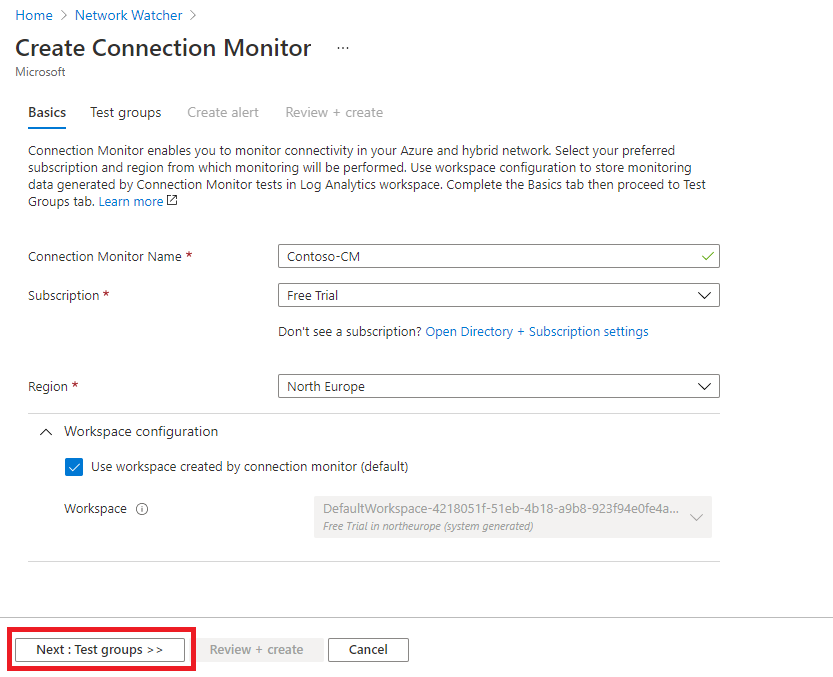 Home > Network Watcher >
Create Connection Monitor ...
Microsoft
Basics Test groups Create alert Review + create
Connection Monitor enables you to monitor connectivity in your Azure and hybrid network. Select your preferred
subscription and region from which monitoring will be performed. Use workspace configuration to store monitoring
data generated by Connection Monitor tests in Log Analytics workspace. Complete the Basics tab then proceed to Test
Groups tab. Learn more
Connection Monitor Name * Contoso-CM
Subscription * Free Trial
Don't see a subscription? Open Directory + Subscription settings
Region * North Europe
Workspace configuration
Use workspace created by connection monitor (default)
Workspace DefaultWorkspace-4218051f-51eb-4b18-a9b8-923f94e0fe4a...
Free Trial in northeurope (system generated)
Next : Test groups >> Review + create Cancel